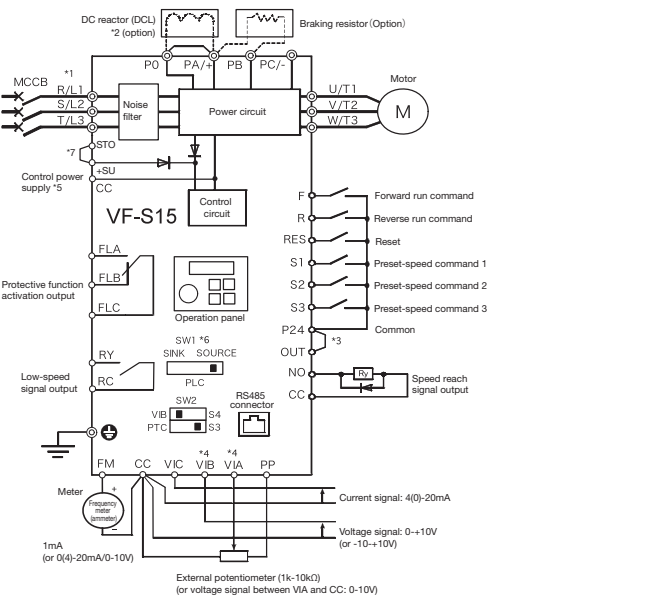 DC reactor (DCL)
*2 (option)
Braking resistor (Option)
P0 PA/+ PB PC/-
*1
MCCB
R/L1
S/L2
T/L3
Noise
filter
Power circuit
U/T1
V/T2
W/T3
Motor
M
*7
STO
+SU
CC
Control power
supply *5
VF-S15
Control
circuit
F
Forward run command
R
Reverse run command
RES
Reset
S1
Preset-speed command 1
S2
Preset-speed command 2
S3
Preset-speed command 3
P24
Common
*3
OUT
FLA
FLB
FLC
Protective function
activation output
Operation panel
SW1 *6
SINK SOURCE
PLC
RY
RC
Low-speed
signal output
NO
Ry
CC
Speed reach
signal output
SW2
VIB S4
PTC S3
RS485
connector
*4 *4
FM CC VIC VIB VIA PP
Meter
+
Frequency
meter
(ammeter)
−
1mA
(or 0(4)-20mA/0-10V)
Current signal: 4(0)-20mA
Voltage signal: 0-+10V
(or -10-+10V)
External potentiometer (1k-10kΩ)
(or voltage signal between VIA and CC: 0-10V)